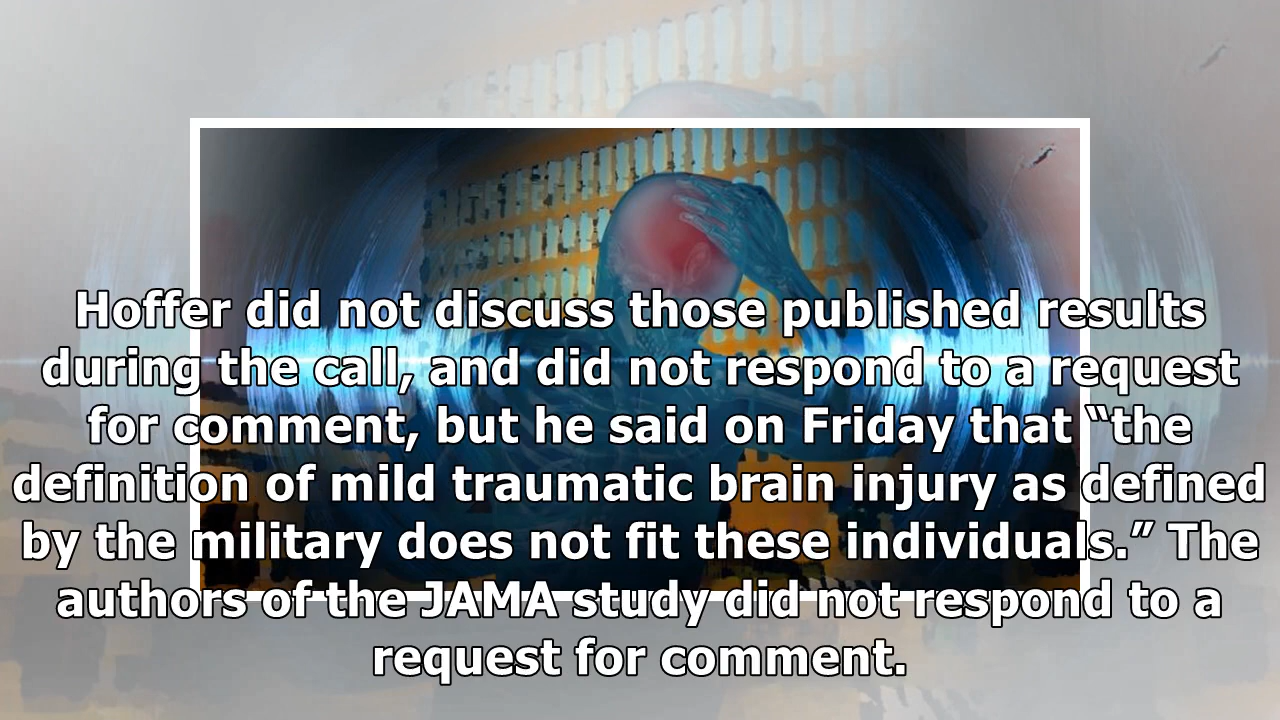 Hoffer did not discuss those published results
during the call, and did not respond to a request
for comment, but he said on Friday that “the
definition of mild traumatic brain injury as defined
by the military does not fit these individuals.” The
authors of the JAMA study did not respond to a
request for comment.